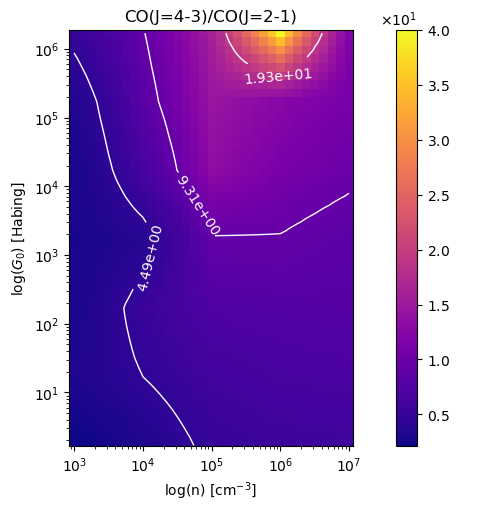 CO(J=4-3)/CO(J=2-1)
×10¹
4.0
3.5
3.0
2.5
2.0
1.5
1.0
0.5
10⁶
10⁵
10⁴
10³
10²
10¹
log(G₀) [Habing]
1.93e+01
9.31e+00
4.49e+00
10³ 10⁴ 10⁵ 10⁶ 10⁷
log(n) [cm⁻³]